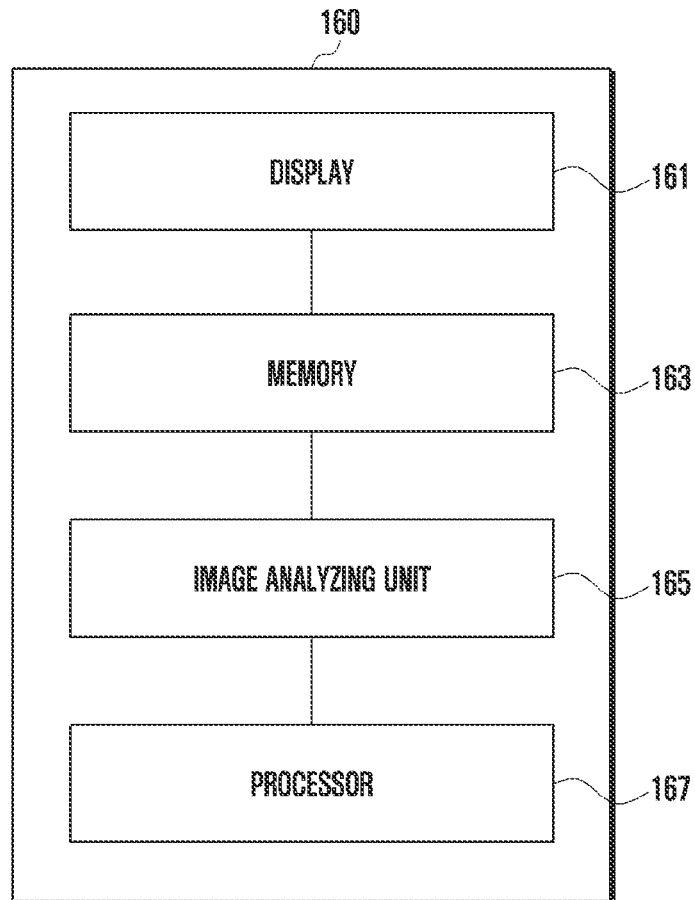 160
DISPLAY
161
MEMORY
163
IMAGE ANALYZING UNIT
165
PROCESSOR
167